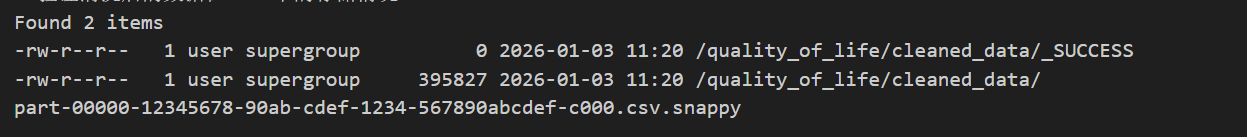 Found 2 items
-rw-r--r--   1 user supergroup          0 2026-01-03 11:20 /quality_of_life/cleaned_data/_SUCCESS
-rw-r--r--   1 user supergroup     395827 2026-01-03 11:20 /quality_of_life/cleaned_data/
part-00000-12345678-90ab-cdef-1234-567890abcdef-c000.csv.snappy